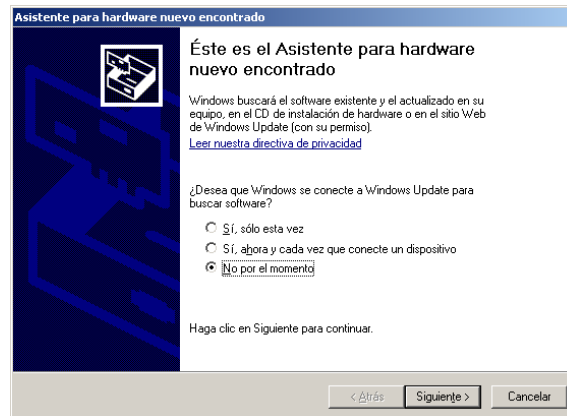 Asistente para hardware nuevo encontrado
Éste es el Asistente para hardware
nuevo encontrado
Windows buscará el software existente y el actualizado en su
equipo, en el CD de instalación de hardware o en el sitio Web
de Windows Update (con su permiso).
Leer nuestra directiva de privacidad
¿Desea que Windows se conecte a Windows Update para
buscar software?
Sí, sólo esta vez
Sí, ahora y cada vez que conecte un dispositivo
No por el momento
Haga clic en Siguiente para continuar.
< Atrás
Siguiente >
Cancelar